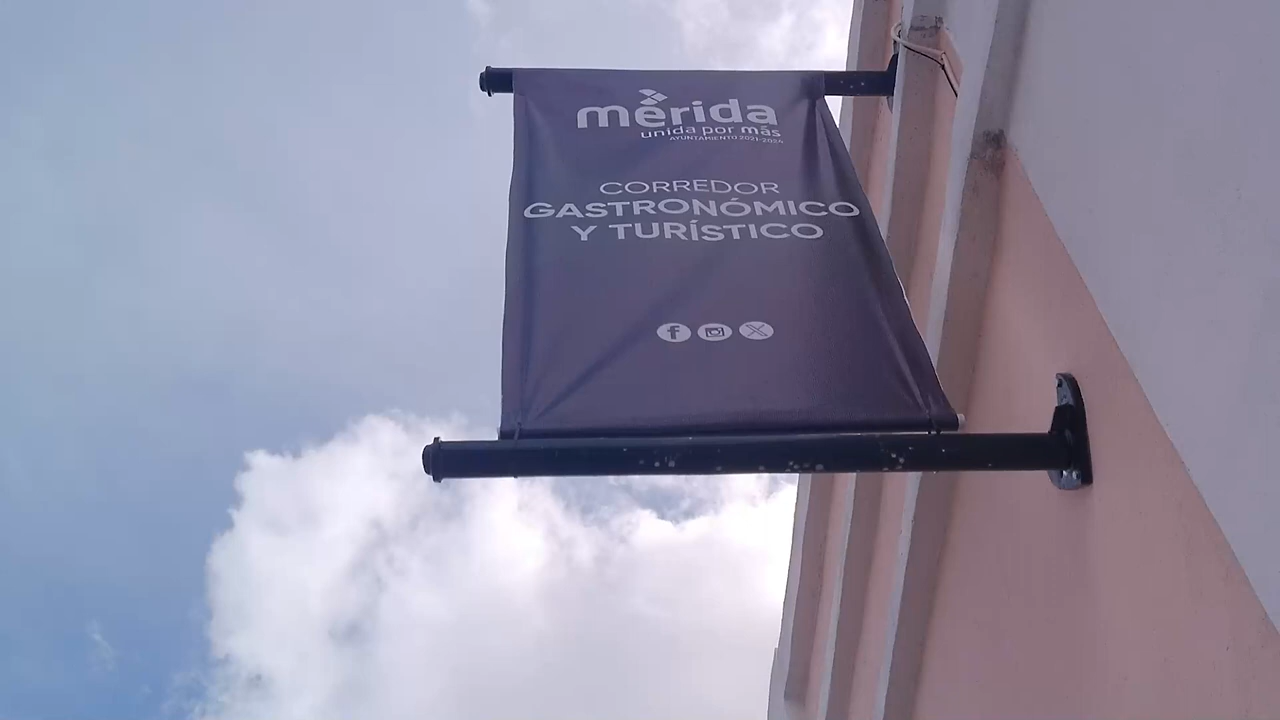 mérida
unida por más
AYUNTAMIENTO 2021-2024
CORREDOR
GASTRONÓMICO
Y TURÍSTICO